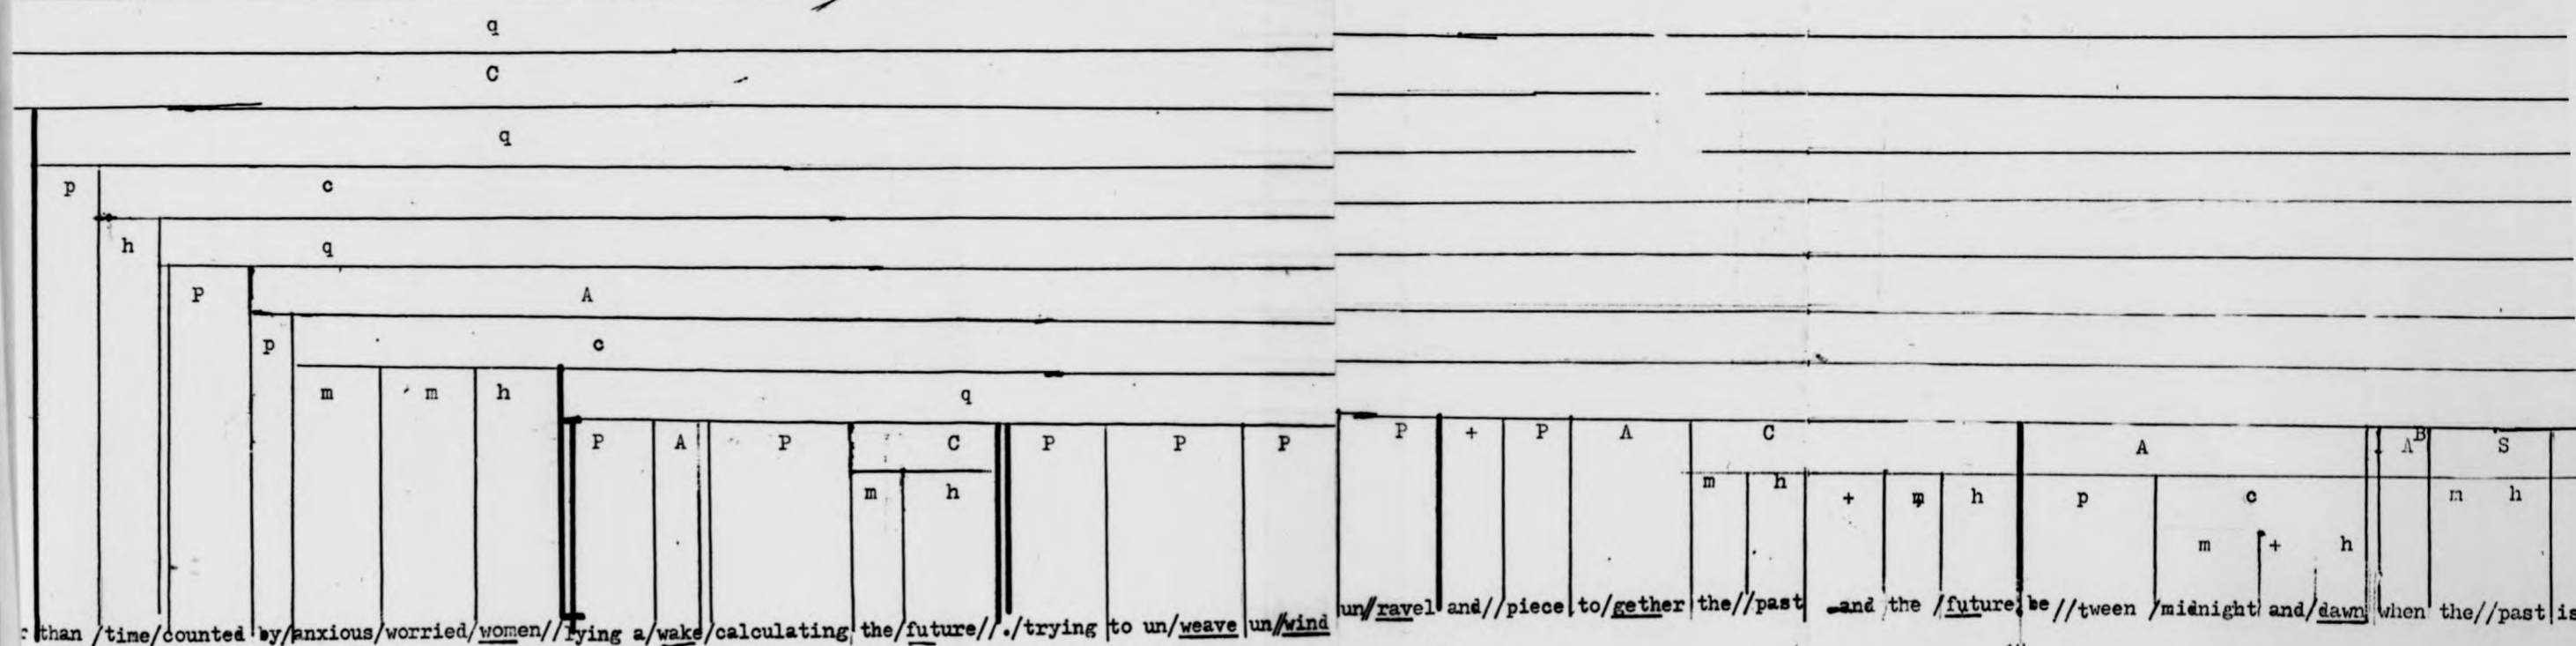 q
C
q
p c
h q
P A
p c
m m h q
P A P C P P P P + P A C A A B S
m h m h + m h p c m h
m + h
than /time/counted by/anxious/worried/women//lying a/wake/calculating the/future//./trying to un/weave un//wind un//ravel and//piece to/gether the//past and the /future be//tween /midnight and/dawn when the//past is